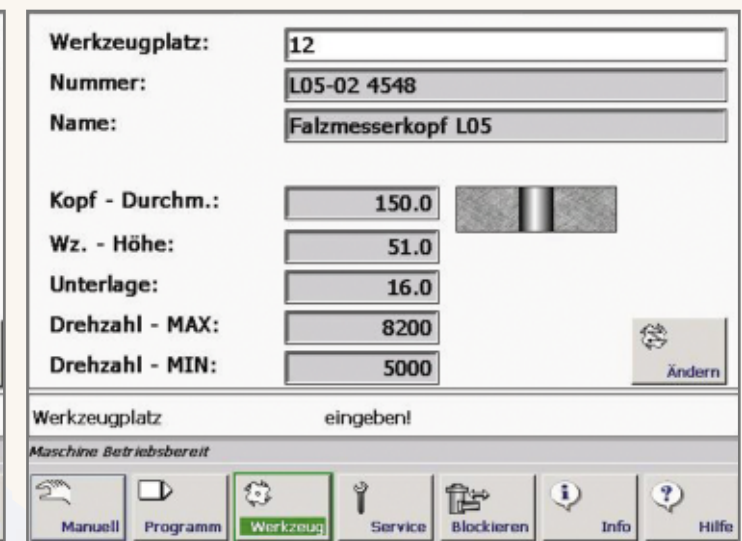 Werkzeugplatz: 12
Nummer: L05-02 4548
Name: Falzmesserkopf L05
Kopf - Durchm.: 150.0
Wz. - Höhe: 51.0
Unterlage: 16.0
Drehzahl - MAX: 8200
Drehzahl - MIN: 5000
Ändern
Werkzeugplatz eingeben!
Maschine Betriebsbereit
Manuell Programm Werkzeug Service Blockieren Info Hilfe